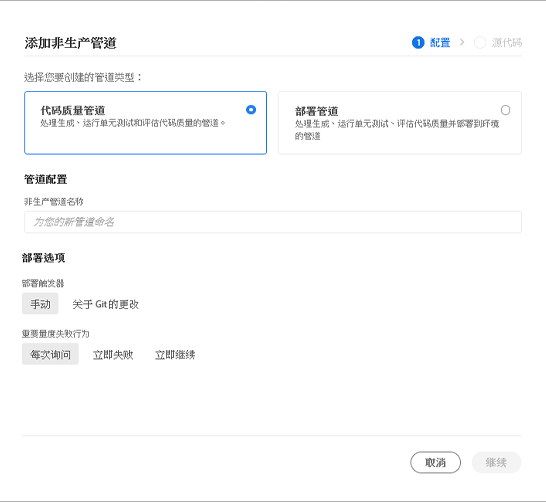 添加非生产管道
1 配置 > 源代码
选择您要创建的管道类型：
代码质量管道
处理生成、运行单元测试和评估代码质量的管道。
部署管道
处理生成、运行单元测试、评估代码质量并部署到环境
的管道
管道配置
非生产管道名称
为您的新管道命名
部署选项
部署触发器
手动 关于 Git 的更改
重要量度失败行为
每次询问 立即失败 立即继续
取消 继续